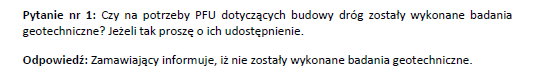 Pytanie nr 1: Czy na potrzeby PFU dotyczących budowy dróg zostały wykonane badania
geotechniczne? Jeżeli tak proszę o ich udostępnienie.
Odpowiedź: Zamawiający informuje, iż nie zostały wykonane badania geotechniczne.